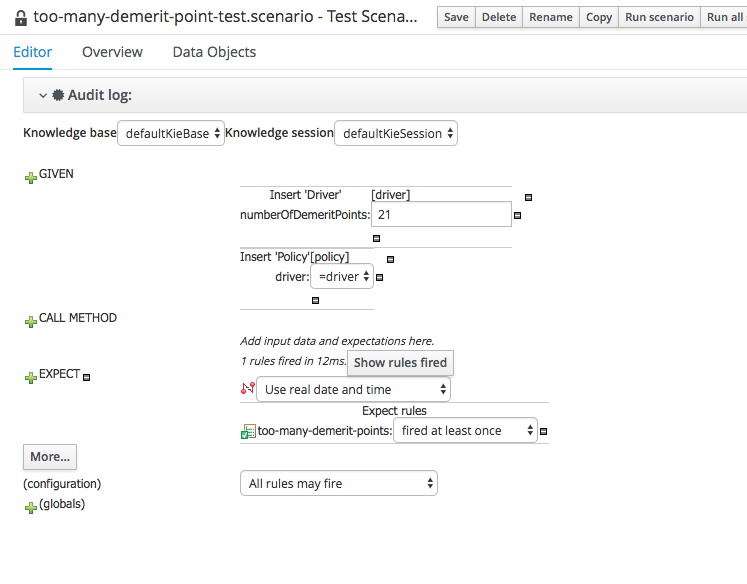 too-many-demerit-point-test.scenario - Test Scena...
Save Delete Rename Copy Run scenario Run all
Editor Overview Data Objects
Audit log:
Knowledge base defaultKieBase Knowledge session defaultKieSession
GIVEN
Insert 'Driver' [driver]
numberOfDemeritPoints: 21
Insert 'Policy'[policy]
driver: =driver
CALL METHOD
Add input data and expectations here.
1 rules fired in 12ms. Show rules fired
EXPECT
Use real date and time
Expect rules
too-many-demerit-points: fired at least once
More...
(configuration) All rules may fire
(globals)